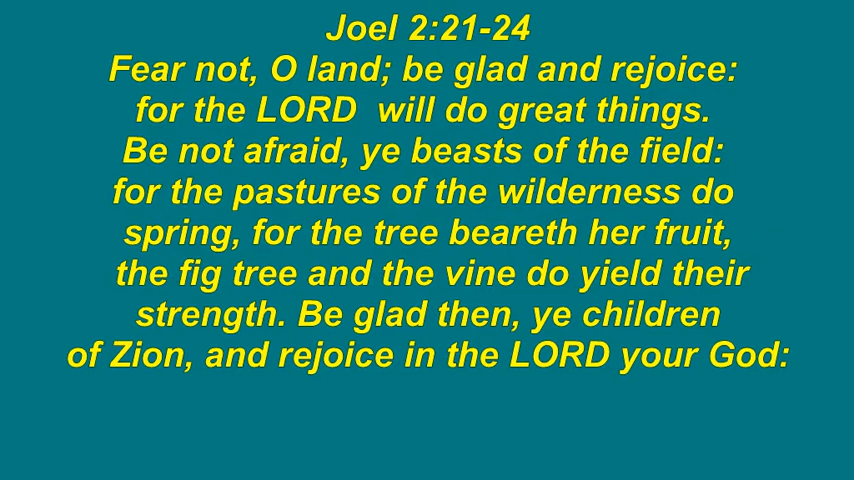 Joel 2:21-24
Fear not, O land; be glad and rejoice:
for the LORD will do great things.
Be not afraid, ye beasts of the field:
for the pastures of the wilderness do
spring, for the tree beareth her fruit,
the fig tree and the vine do yield their
strength. Be glad then, ye children
of Zion, and rejoice in the LORD your God: